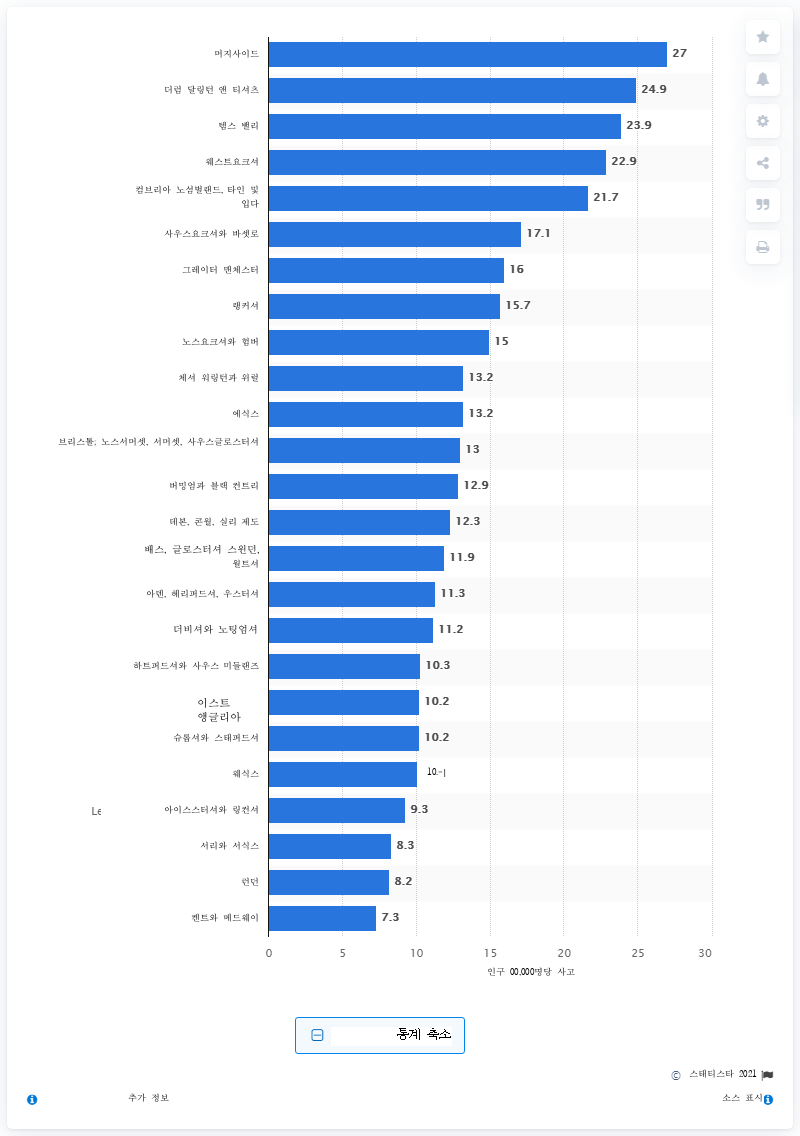 머지사이드
27
더럼 달링턴 앤 티셔츠
24.9
템스 밸리
23.9
웨스트요크셔
22.9
컴브리아 노섬벌랜드, 타인 및
입다
21.7
사우스요크셔와 바셋로
17.1
그레이터 맨체스터
16
랭커셔
15.7
노스요크셔와 험버
15
체셔 워링턴과 위럴
13.2
에식스
13.2
브리스톨; 노스서머셋, 서머셋, 사우스글로스터셔
13
버밍엄과 블랙 컨트리
12.9
데본, 콘월, 실리 제도
12.3
배스, 글로스터셔 스윈던,
윌트셔
11.9
아덴, 헤리퍼드셔, 우스터셔
11.3
더비셔와 노팅엄셔
11.2
하트퍼드셔와 사우스 미들랜즈
10.3
이스트
앵글리아
10.2
슈롭셔와 스태퍼드셔
10.2
웨식스
Le 아이스스터셔와 링컨셔
9.3
서리와 서식스
8.3
런던
8.2
켄트와 메드웨이
7.3
0 5 10 15 20 25 30
인구 00,000명당 사고
통계 축소
© 스태티스타 2021
추가 정보
소스 표시